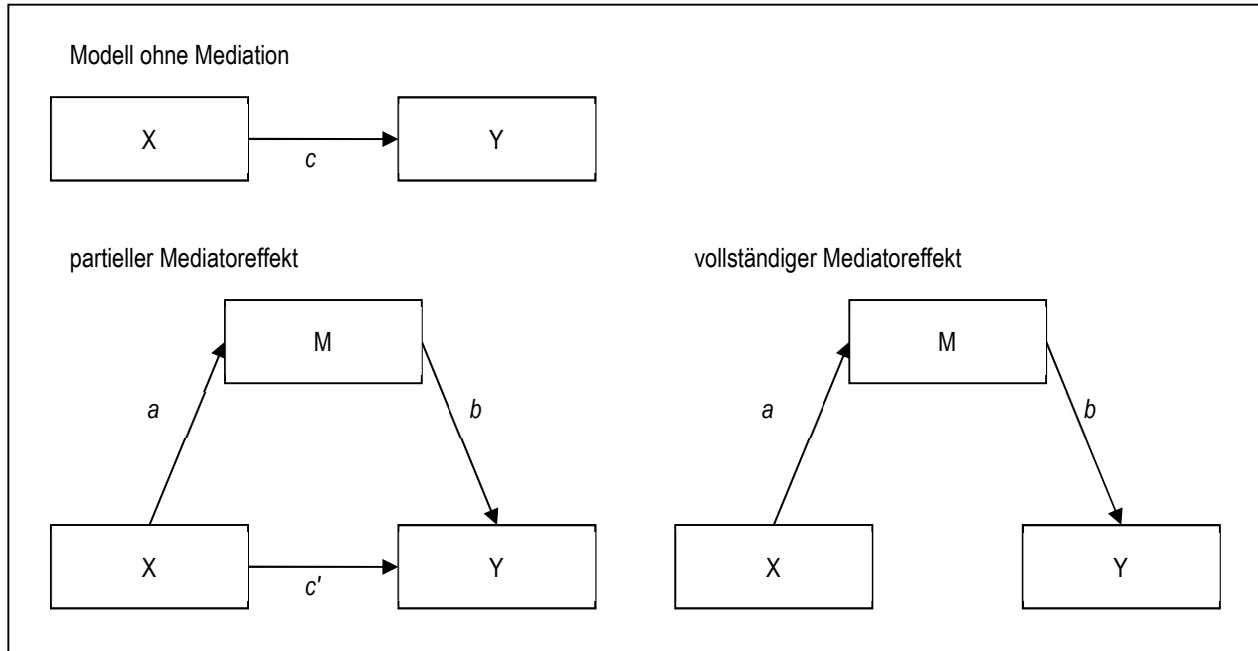 Modell ohne Mediation
X
Y
c
partieller Mediatoreffekt
M
a
b
X
Y
c'
vollständiger Mediatoreffekt
M
a
b
X
Y